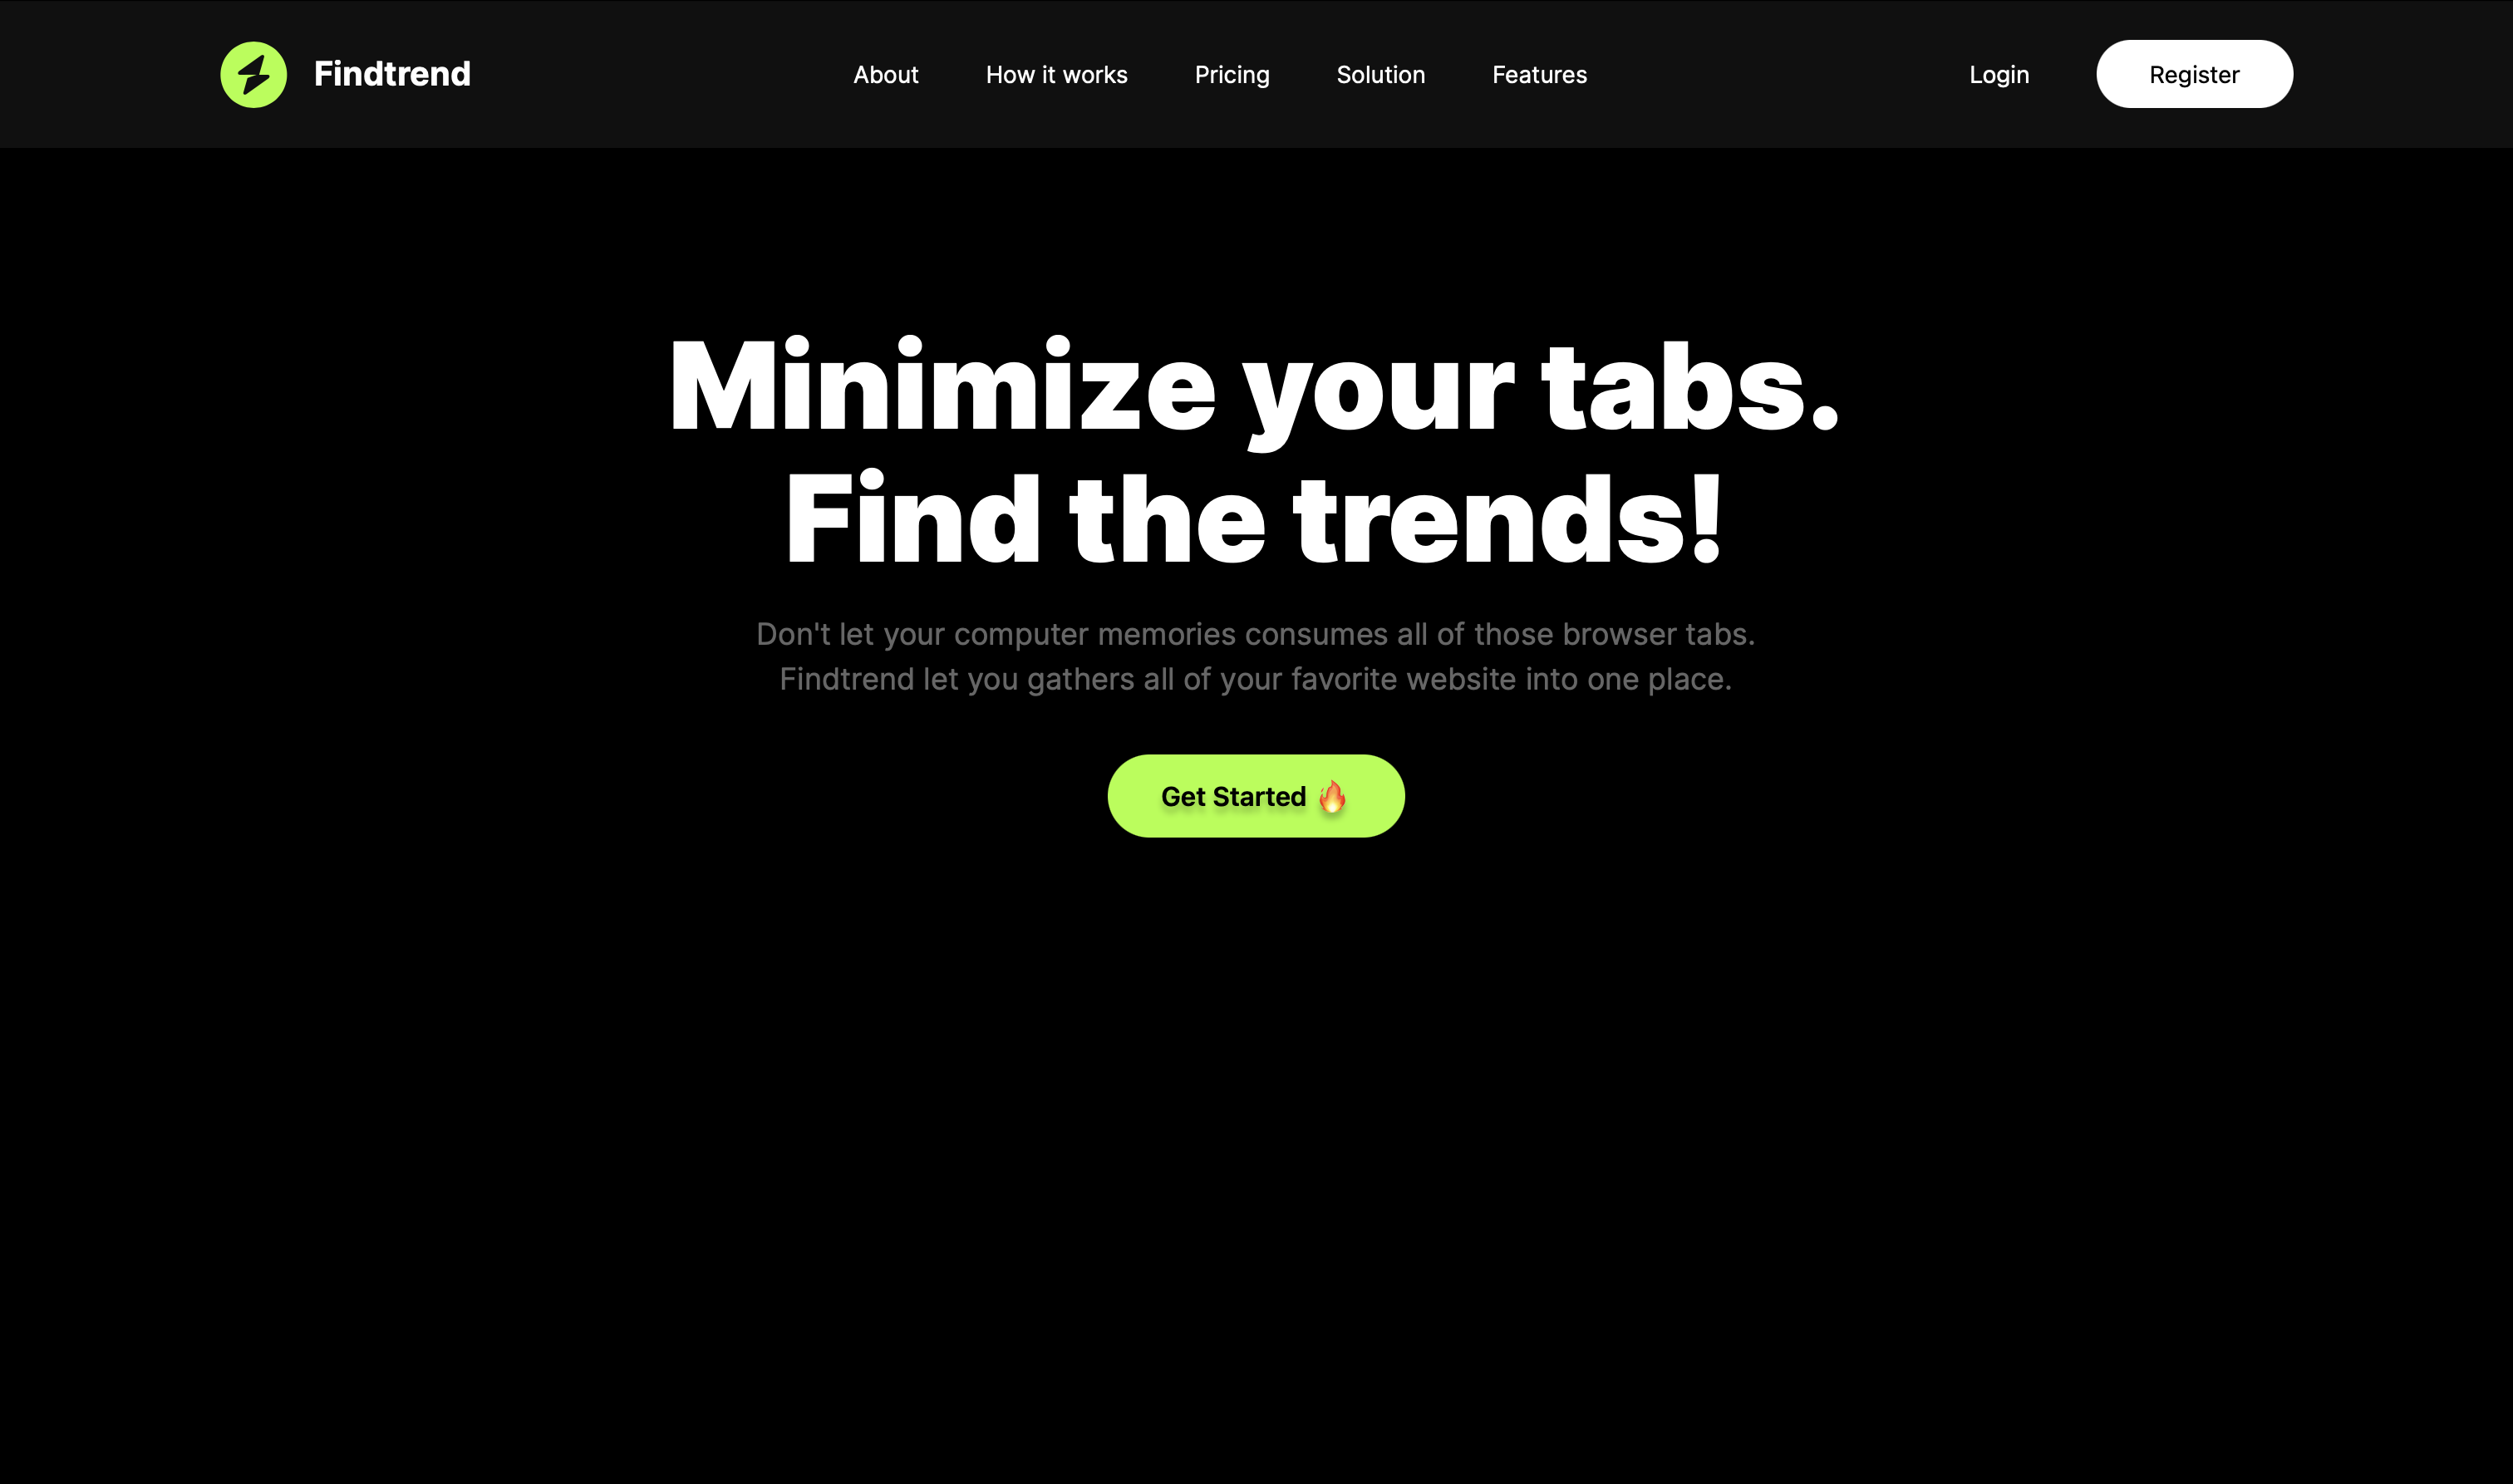 Findtrend
About
How it works
Pricing
Solution
Features
Login
Register
Minimize your tabs.
Find the trends!
Don't let your computer memories consumes all of those browser tabs.
Findtrend let you gathers all of your favorite website into one place.
Get Started 🔥